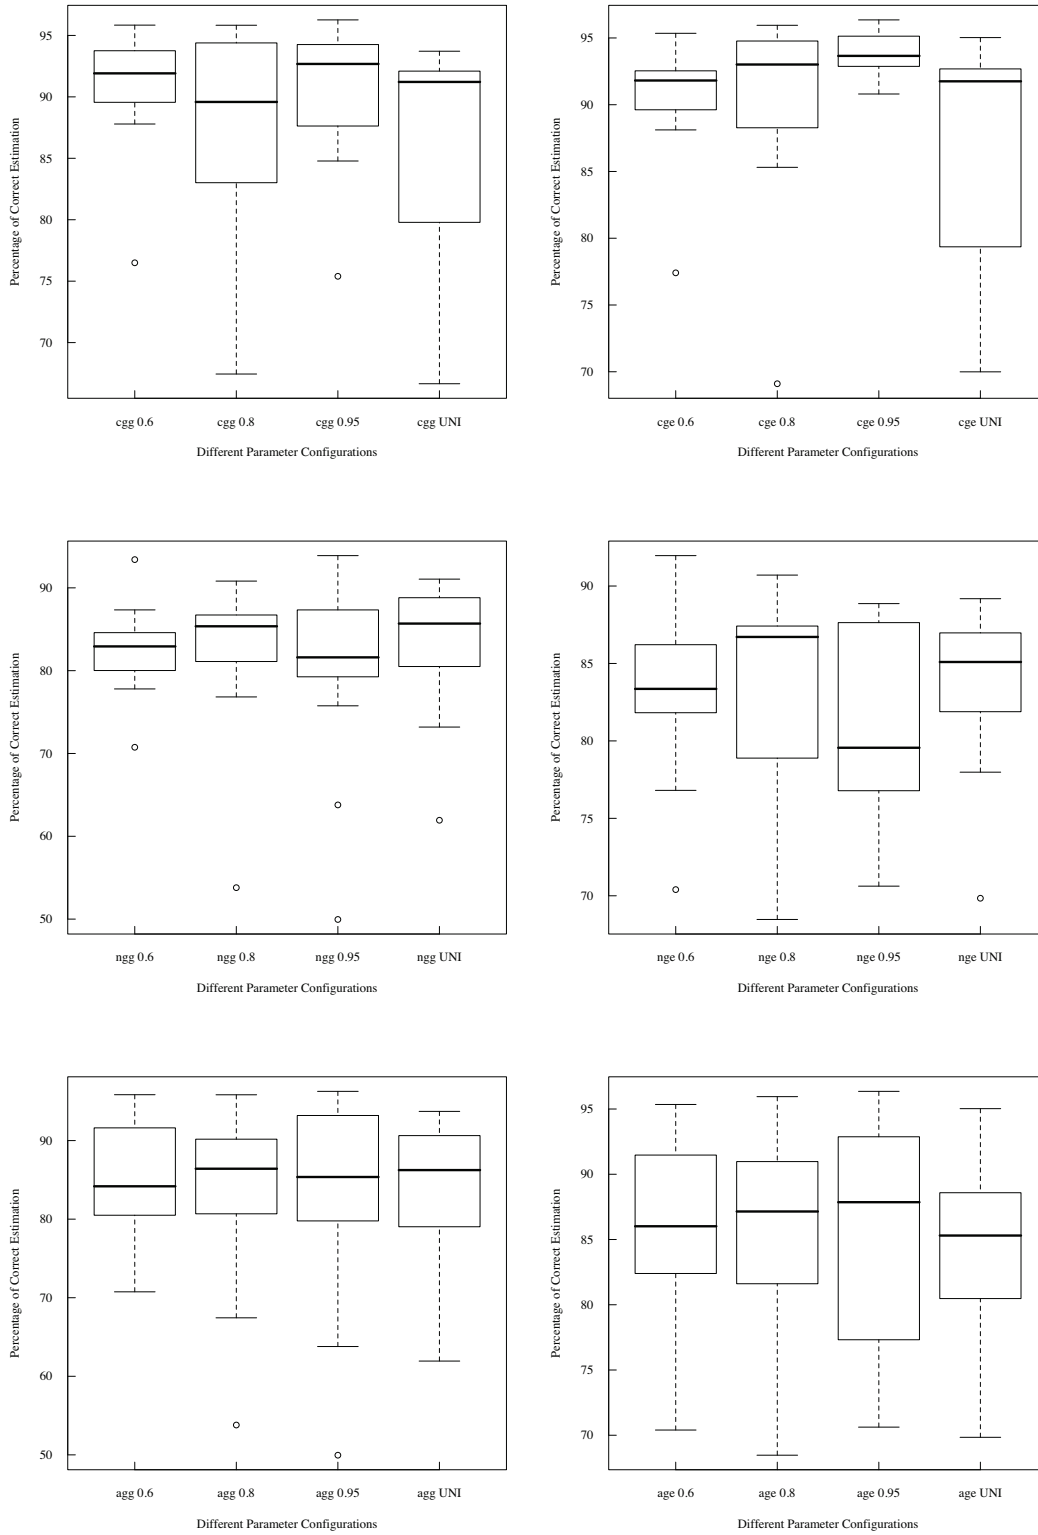 Percentage of Correct Estimation
95
90
85
80
75
70
cgg 0.6 cgg 0.8 cgg 0.95 cgg UNI
Different Parameter Configurations
Percentage of Correct Estimation
95
90
85
80
75
70
cge 0.6 cge 0.8 cge 0.95 cge UNI
Different Parameter Configurations
Percentage of Correct Estimation
90
80
70
60
50
ngg 0.6 ngg 0.8 ngg 0.95 ngg UNI
Different Parameter Configurations
Percentage of Correct Estimation
90
85
80
75
70
nge 0.6 nge 0.8 nge 0.95 nge UNI
Different Parameter Configurations
Percentage of Correct Estimation
90
80
70
60
50
agg 0.6 agg 0.8 agg 0.95 agg UNI
Different Parameter Configurations
Percentage of Correct Estimation
95
90
85
80
75
70
age 0.6 age 0.8 age 0.95 age UNI
Different Parameter Configurations